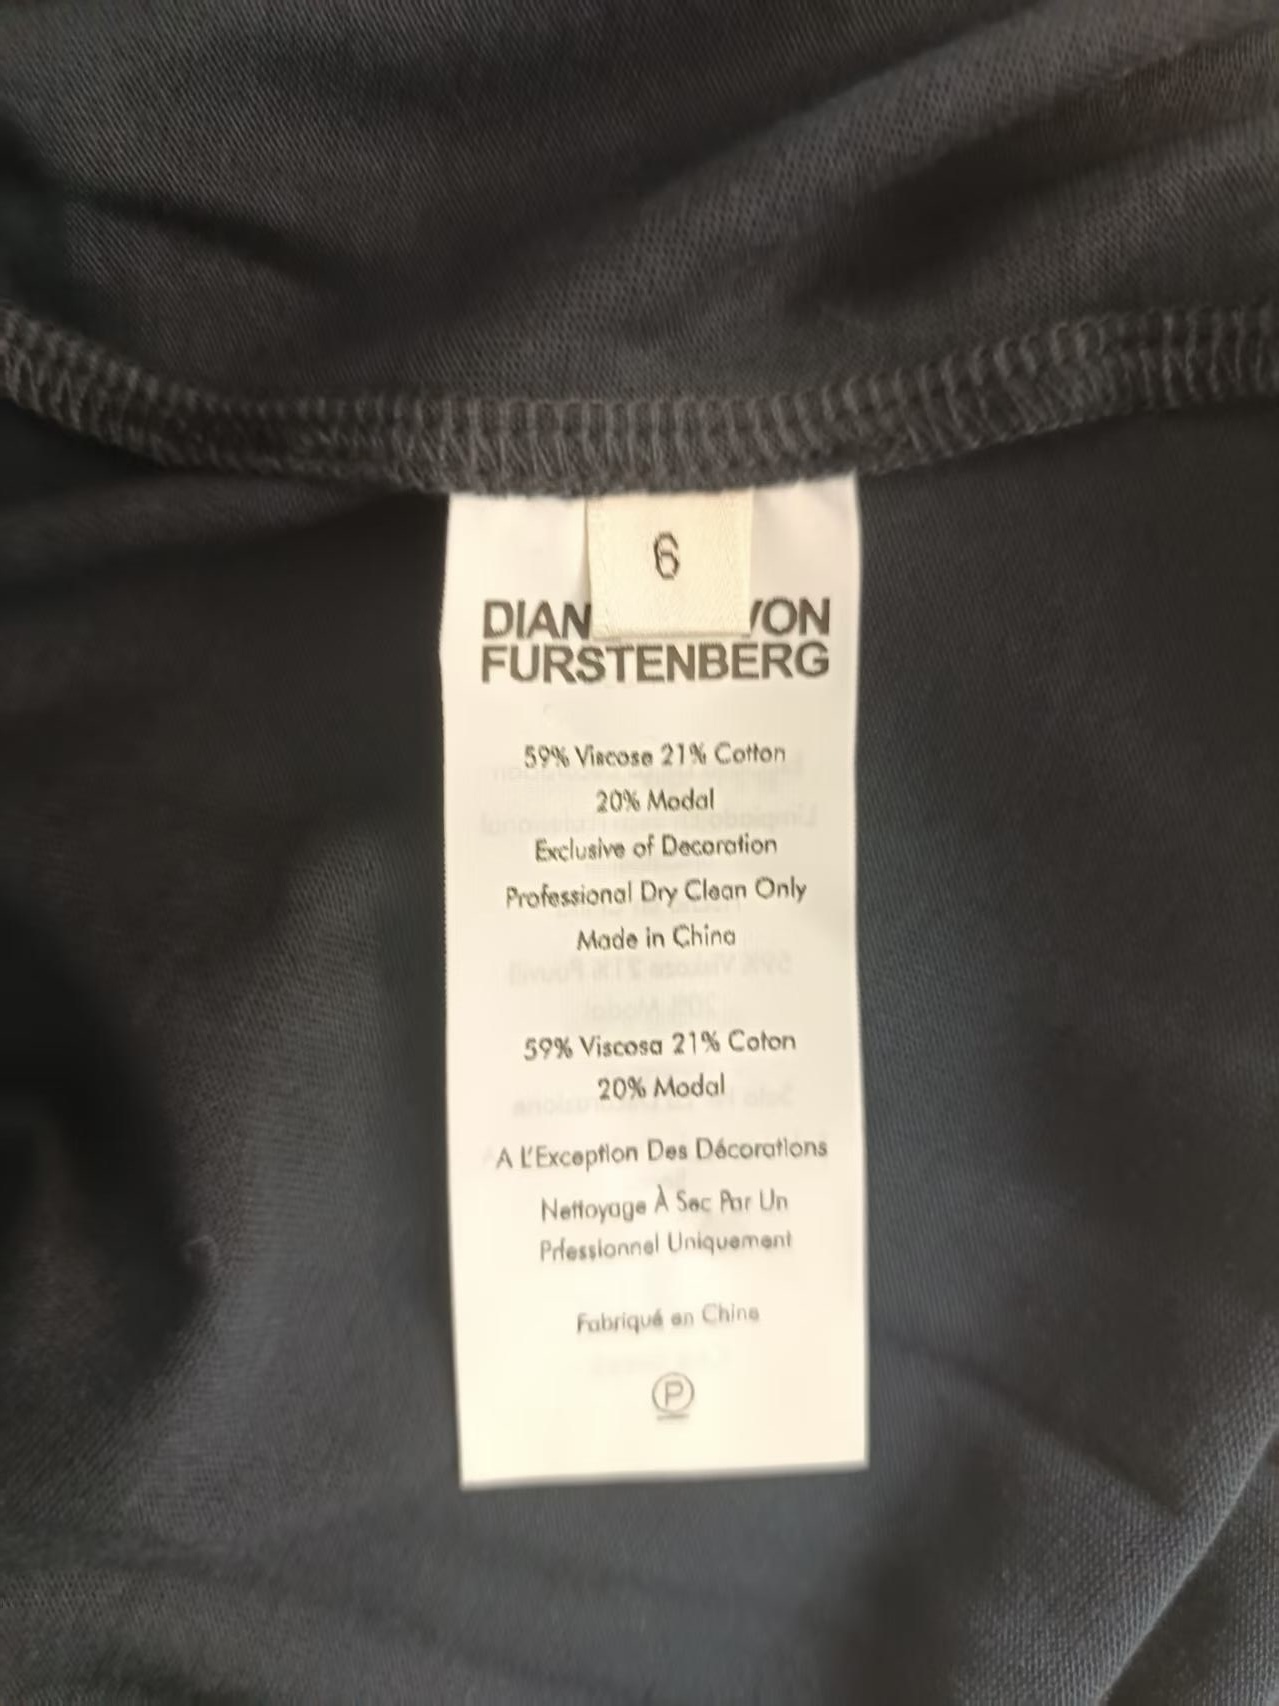 6
DIAN VON
FURSTENBERG
59% Viscose 21% Cotton
20% Modal
Exclusive of Decoration
Professional Dry Clean Only
Made in China
59% Viscosa 21% Coton
20% Modal
A L'Exception Des Décorations
Nettoyage À Sec Par Un
Prfessionnel Uniquement
Fabriqué en Chine
P